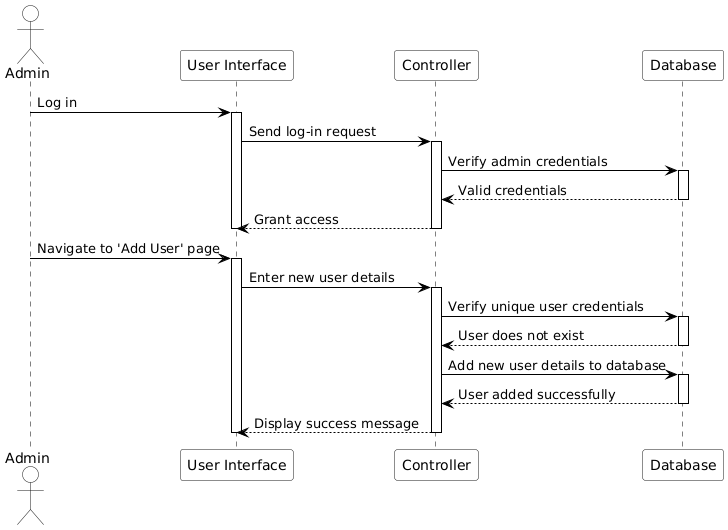 Admin
User Interface
Controller
Database
Log in
Send log-in request
Verify admin credentials
Valid credentials
Grant access
Navigate to 'Add User' page
Enter new user details
Verify unique user credentials
User does not exist
Add new user details to database
User added successfully
Display success message
Admin
User Interface
Controller
Database